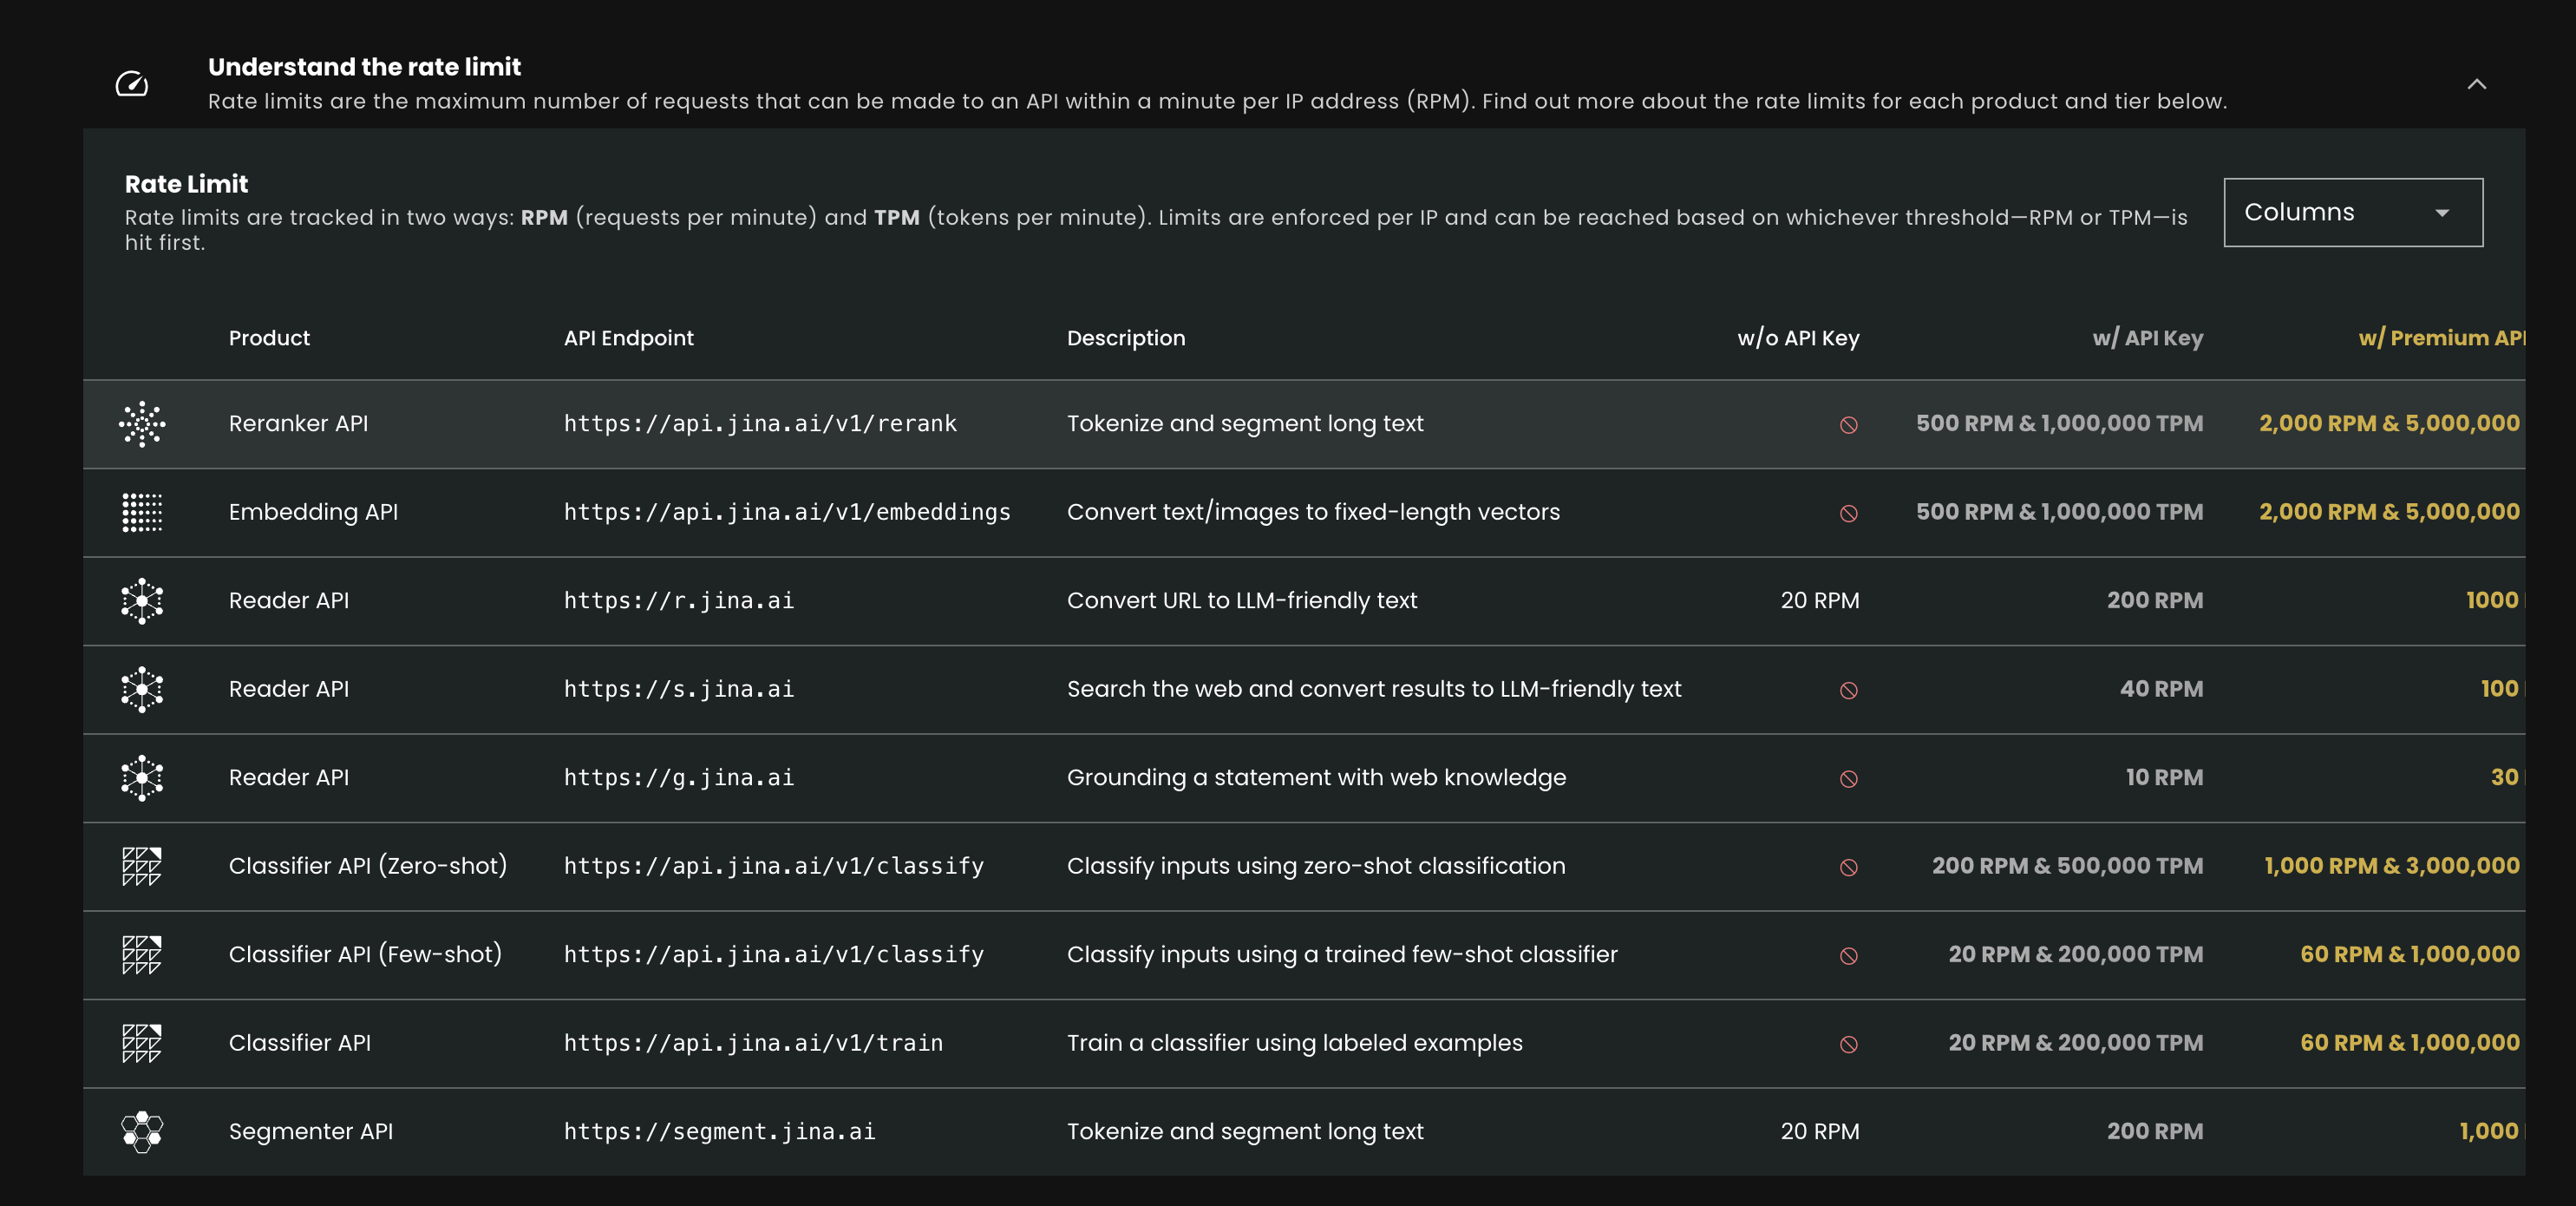 Understand the rate limit
Rate limits are the maximum number of requests that can be made to an API within a minute per IP address (RPM). Find out more about the rate limits for each product and tier below.
Rate Limit
Rate limits are tracked in two ways: RPM (requests per minute) and TPM (tokens per minute). Limits are enforced per IP and can be reached based on whichever threshold—RPM or TPM—is
hit first.
Columns
Product API Endpoint Description w/o API Key w/ API Key w/ Premium API
Reranker API https://api.jina.ai/v1/rerank Tokenize and segment long text 500 RPM & 1,000,000 TPM 2,000 RPM & 5,000,000
Embedding API https://api.jina.ai/v1/embeddings Convert text/images to fixed-length vectors 500 RPM & 1,000,000 TPM 2,000 RPM & 5,000,000
Reader API https://r.jina.ai Convert URL to LLM-friendly text 20 RPM 200 RPM 1000
Reader API https://s.jina.ai Search the web and convert results to LLM-friendly text 40 RPM 100
Reader API https://g.jina.ai Grounding a statement with web knowledge 10 RPM 30
Classifier API (Zero-shot) https://api.jina.ai/v1/classify Classify inputs using zero-shot classification 200 RPM & 500,000 TPM 1,000 RPM & 3,000,000
Classifier API (Few-shot) https://api.jina.ai/v1/classify Classify inputs using a trained few-shot classifier 20 RPM & 200,000 TPM 60 RPM & 1,000,000
Classifier API https://api.jina.ai/v1/train Train a classifier using labeled examples 20 RPM & 200,000 TPM 60 RPM & 1,000,000
Segmenter API https://segment.jina.ai Tokenize and segment long text 20 RPM 200 RPM 1,000